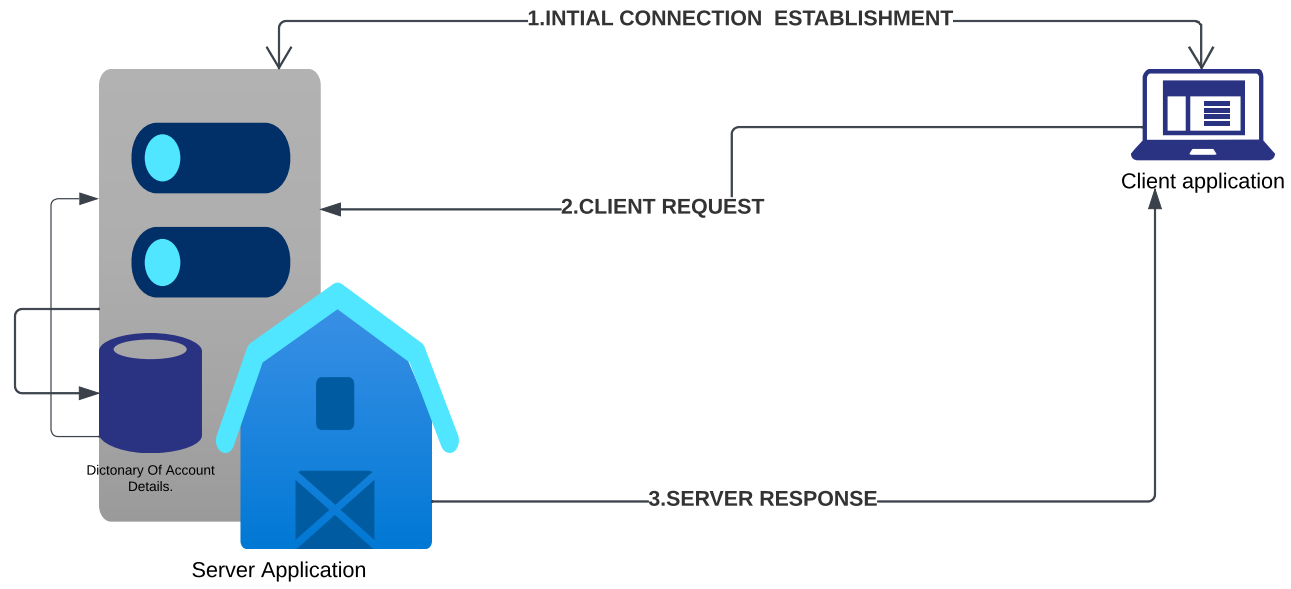 1.INTIAL CONNECTION  ESTABLISHMENT
Client application
2.CLIENT REQUEST
Dictonary Of Account
Details.
3.SERVER RESPONSE
Server Application